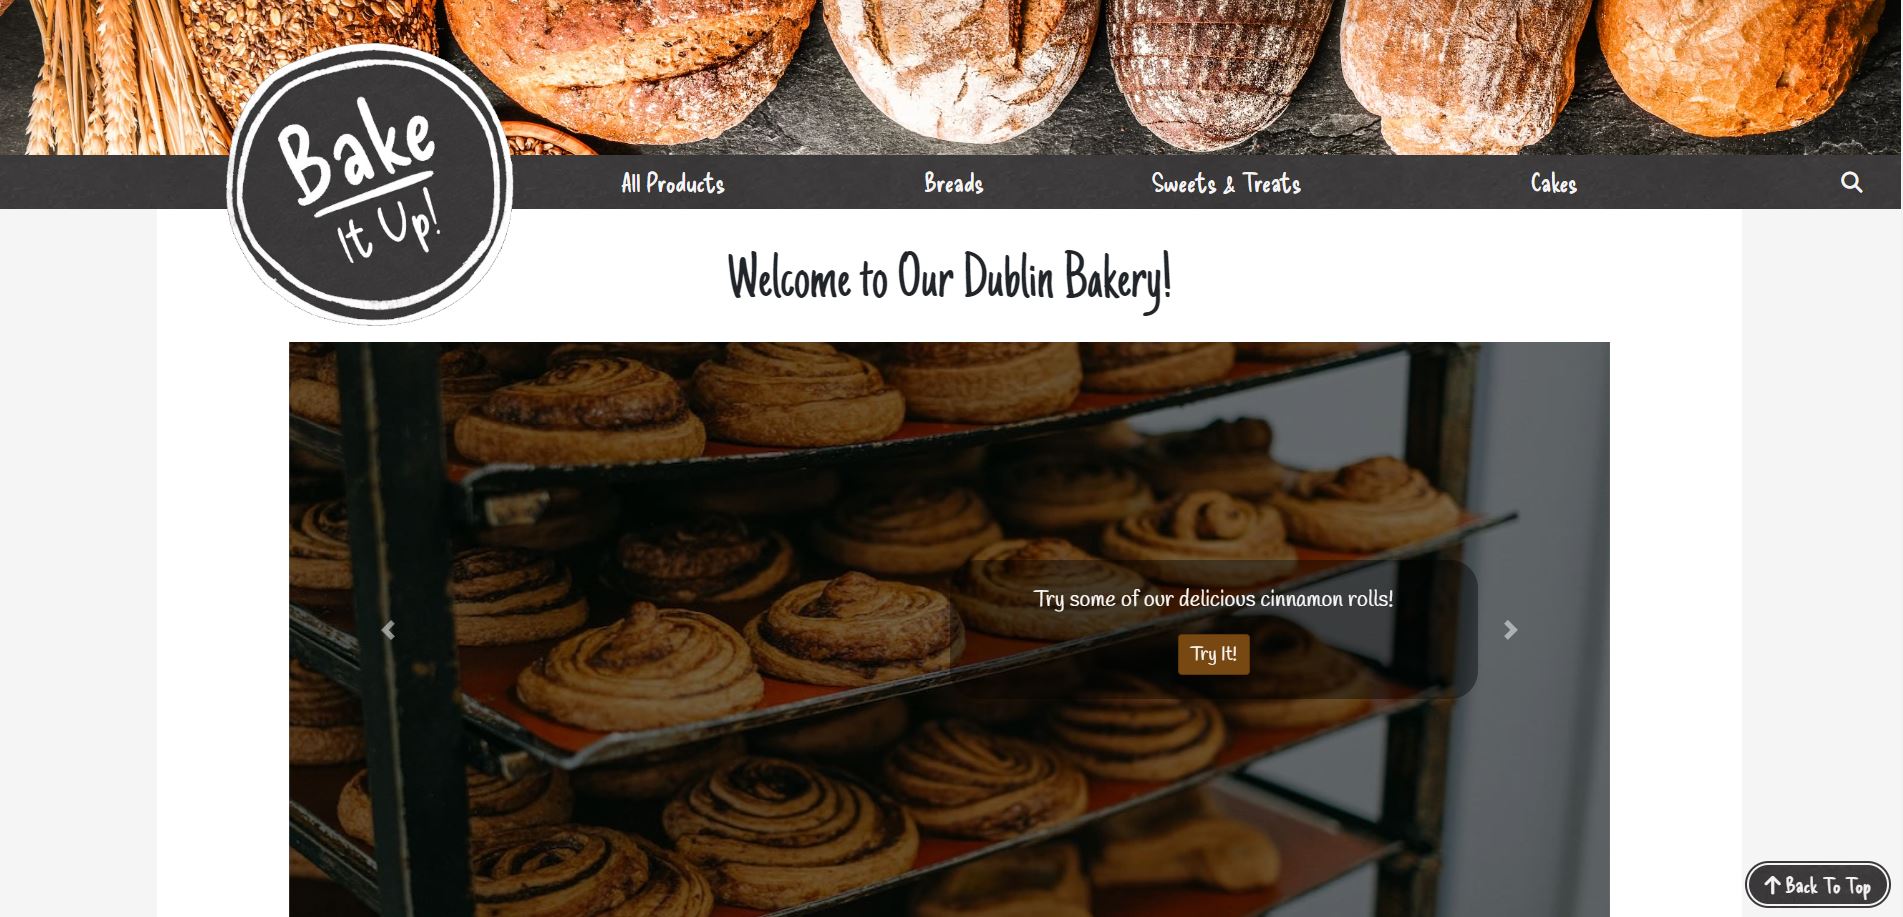 Bake
It Up!
All Products
Breads
Sweets & Treats
Cakes
Welcome to Our Dublin Bakery!
Try some of our delicious cinnamon rolls!
Try It!
Back To Top